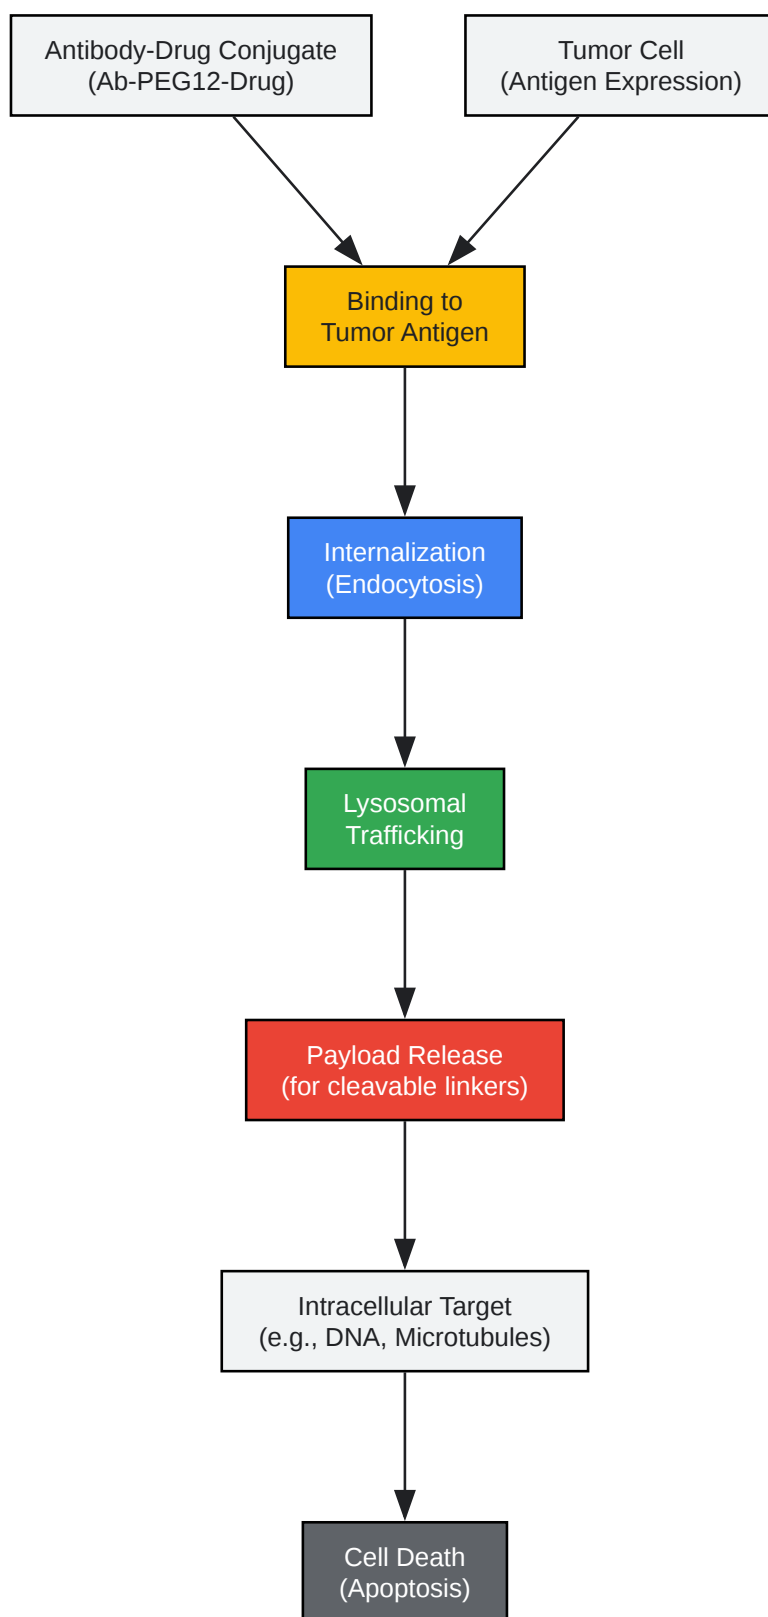 Antibody-Drug Conjugate
(Ab-PEG12-Drug)
Tumor Cell
(Antigen Expression)
Binding to
Tumor Antigen
Internalization
(Endocytosis)
Lysosomal
Trafficking
Payload Release
(for cleavable linkers)
Intracellular Target
(e.g., DNA, Microtubules)
Cell Death
(Apoptosis)